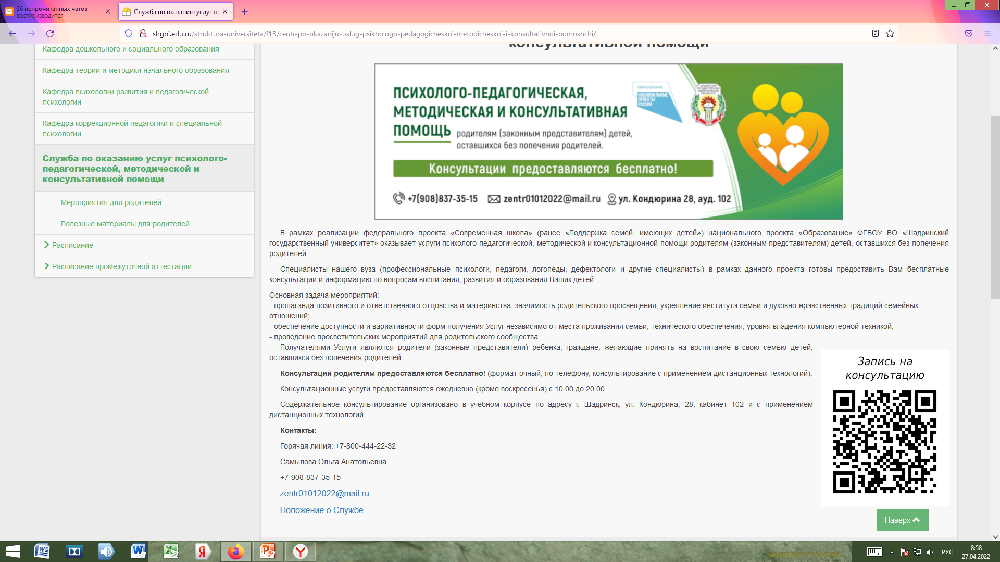 36 непрочитанных чатов
ВОСПРОИЗВОДИТСЯ
Служба по оказанию услуг пс
shgpi.edu.ru/struktura-universiteta/f13/centr-po-okazaniju-uslug-psikhologo-pedagogicheskoi-metodicheskoi-i-konsultativnoi-pomoshchi/
Кафедра дошкольного и социального образования
Кафедра теории и методики начального образования
Кафедра психологии развития и педагогической
психологии
Кафедра коррекционной педагогики и специальной
психологии
Служба по оказанию услуг психолого-
педагогической, методической и
консультативной помощи
Мероприятия для родителей
Полезные материалы для родителей
Расписание
Расписание промежуточной аттестации
консультативной помощи
ПСИХОЛОГО-ПЕДАГОГИЧЕСКАЯ,
МЕТОДИЧЕСКАЯ И КОНСУЛЬТАТИВНАЯ
ПОМОЩЬ родителям (законным представителям) детей,
оставшихся без попечения родителей.
ОБРАЗОВАНИЕ
НАЦИОНАЛЬНЫЕ
ПРОЕКТЫ
РОССИИ
Консультации предоставляются бесплатно!
+7(908)837-35-15 zentr01012022@mail.ru ул. Кондюрина 28, ауд. 102
В рамках реализации федерального проекта «Современная школа» (ранее «Поддержка семей, имеющих детей») национального проекта «Образование» ФГБОУ ВО «Шадринский
государственный университет» оказывает услуги психолого-педагогической, методической и консультационной помощи родителям (законным представителям) детей, оставшихся без попечения
родителей.
Специалисты нашего вуза (профессиональные психологи, педагоги, логопеды, дефектологи и другие специалисты) в рамках данного проекта готовы предоставить Вам бесплатные
консультации и информацию по вопросам воспитания, развития и образования Ваших детей.
Основная задача мероприятий:
- пропаганда позитивного и ответственного отцовства и материнства, значимость родительского просвещения, укрепление института семьи и духовно-нравственных традиций семейных
отношений;
- обеспечение доступности и вариативности форм получения Услуг независимо от места проживания семьи, технического обеспечения, уровня владения компьютерной техникой;
- проведение просветительских мероприятий для родительского сообщества.
Получателями Услуги являются родители (законные представители) ребенка, граждане, желающие принять на воспитание в свою семью детей,
оставшихся без попечения родителей.
Консультации родителям предоставляются бесплатно! (формат очный, по телефону, консультирование с применением дистанционных технологий).
Консультационные услуги предоставляются ежедневно (кроме воскресенья) с 10.00 до 20.00.
Содержательное консультирование организовано в учебном корпусе по адресу г. Шадринск, ул. Кондюрина, 28, кабинет 102 и с применением
дистанционных технологий.
Контакты:
Горячая линия: +7-800-444-22-32
Самылова Ольга Анатольевна
+7-908-837-35-15
zentr01012022@mail.ru
Положение о Службе
Запись на
консультацию
Наверх
РУС
8:58
27.04.2022